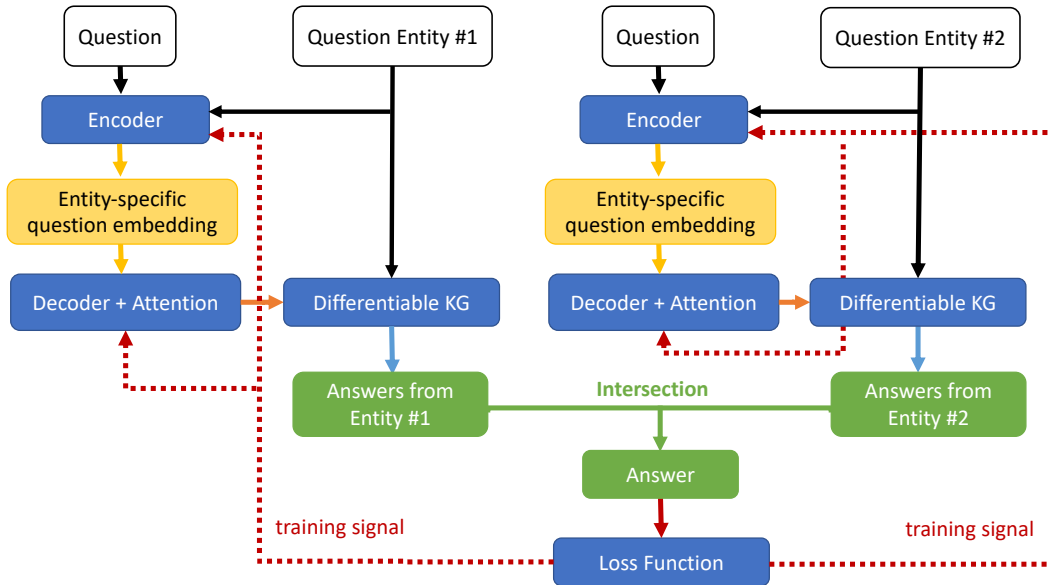 Question
Question Entity #1
Question
Question Entity #2
Encoder
Encoder
Entity-specific
question embedding
Entity-specific
question embedding
Decoder + Attention
Differentiable KG
Decoder + Attention
Differentiable KG
Answers from
Entity #1
Intersection
Answers from
Entity #2
Answer
training signal
training signal
Loss Function